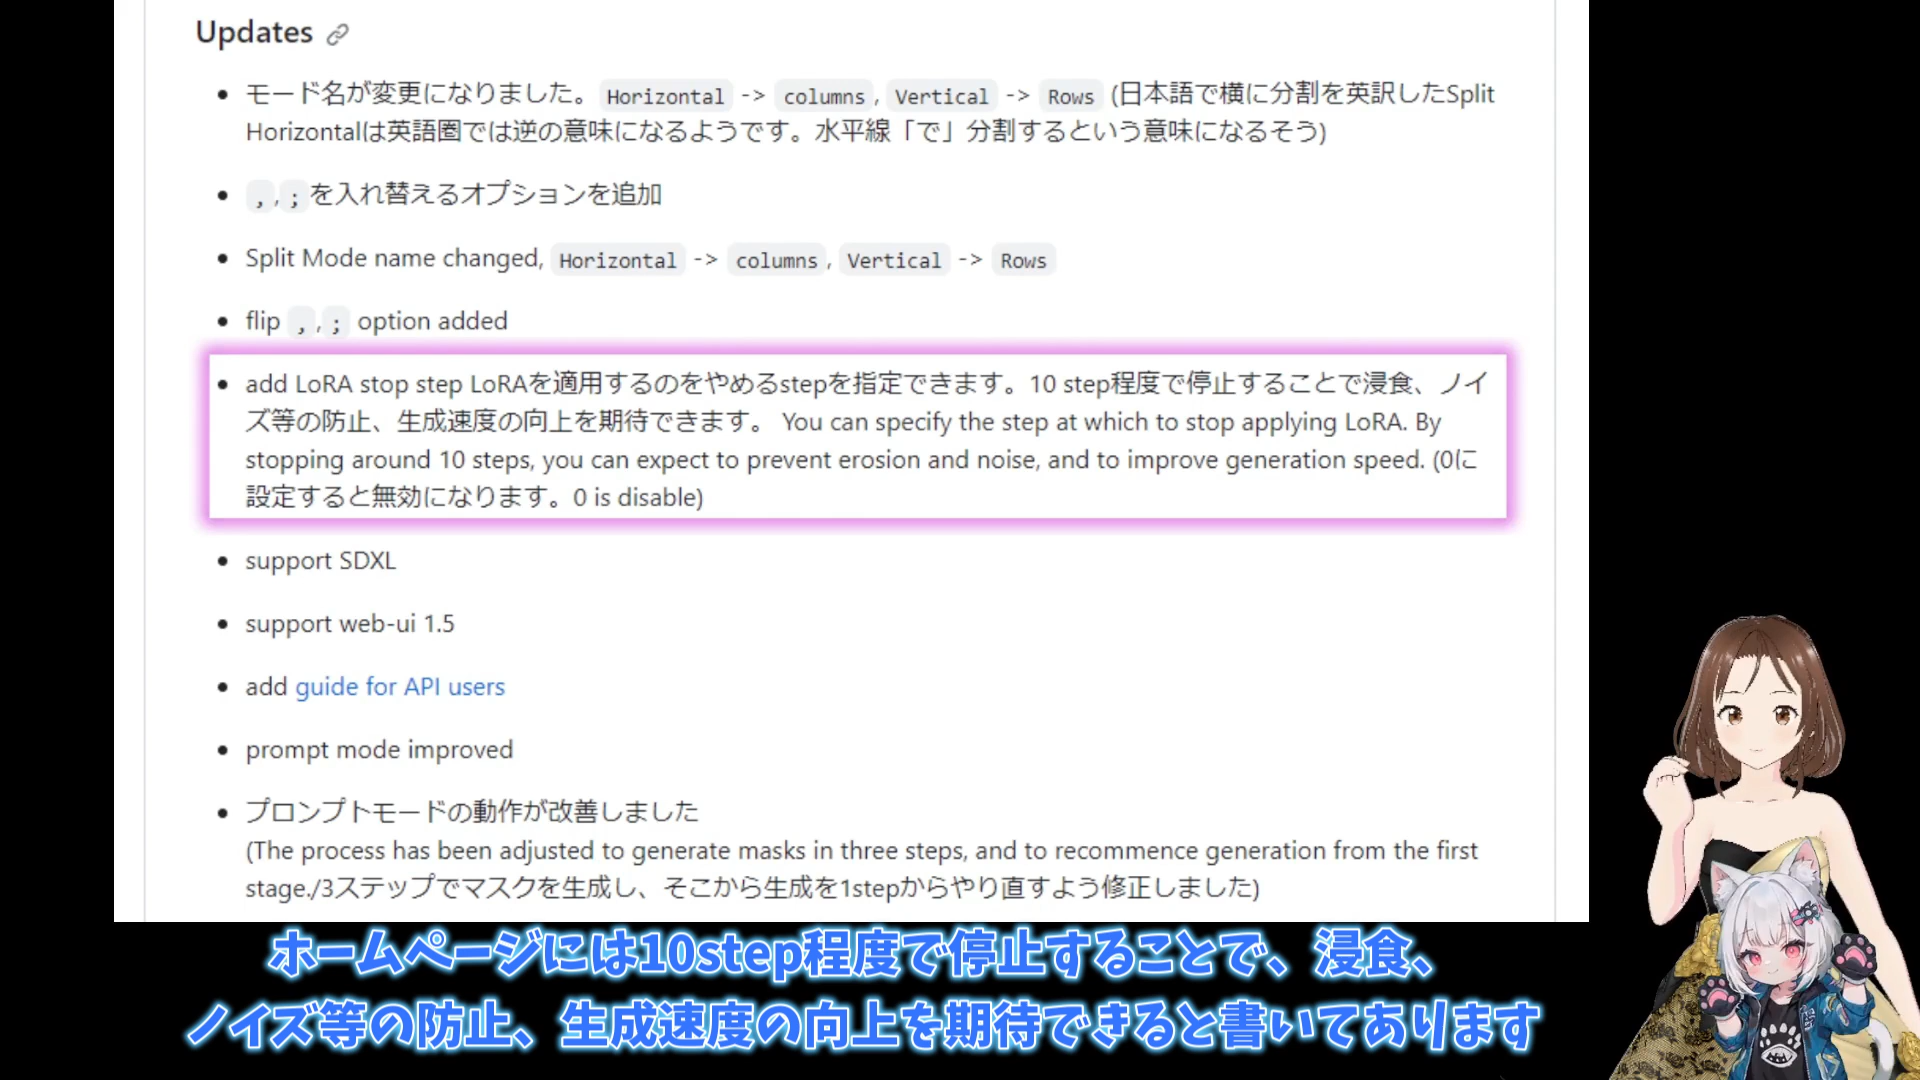 Updates
モード名が変更になりました。 Horizontal -> columns, Vertical -> Rows (日本語で横に分割を英訳したSplit
Horizontalは英語圏では逆の意味になるようです。水平線「で」分割するという意味になるそう)
, , ; を入れ替えるオプションを追加
Split Mode name changed, Horizontal -> columns, Vertical -> Rows
flip , , ; option added
add LoRA stop step LoRAを適用するのをやめるstepを指定できます。10 step程度で停止することで浸食、ノイ
ズ等の防止、生成速度の向上を期待できます。 You can specify the step at which to stop applying LoRA. By
stopping around 10 steps, you can expect to prevent erosion and noise, and to improve generation speed. (0に
設定すると無効になります。0 is disable)
support SDXL
support web-ui 1.5
add guide for API users
prompt mode improved
プロンプトモードの動作が改善しました
(The process has been adjusted to generate masks in three steps, and to recommence generation from the first
stage./3ステップでマスクを生成し、そこから生成を1stepからやり直すよう修正しました)
ホームページには10step程度で停止することで、浸食、
ノイズ等の防止、生成速度の向上を期待できると書いてあります